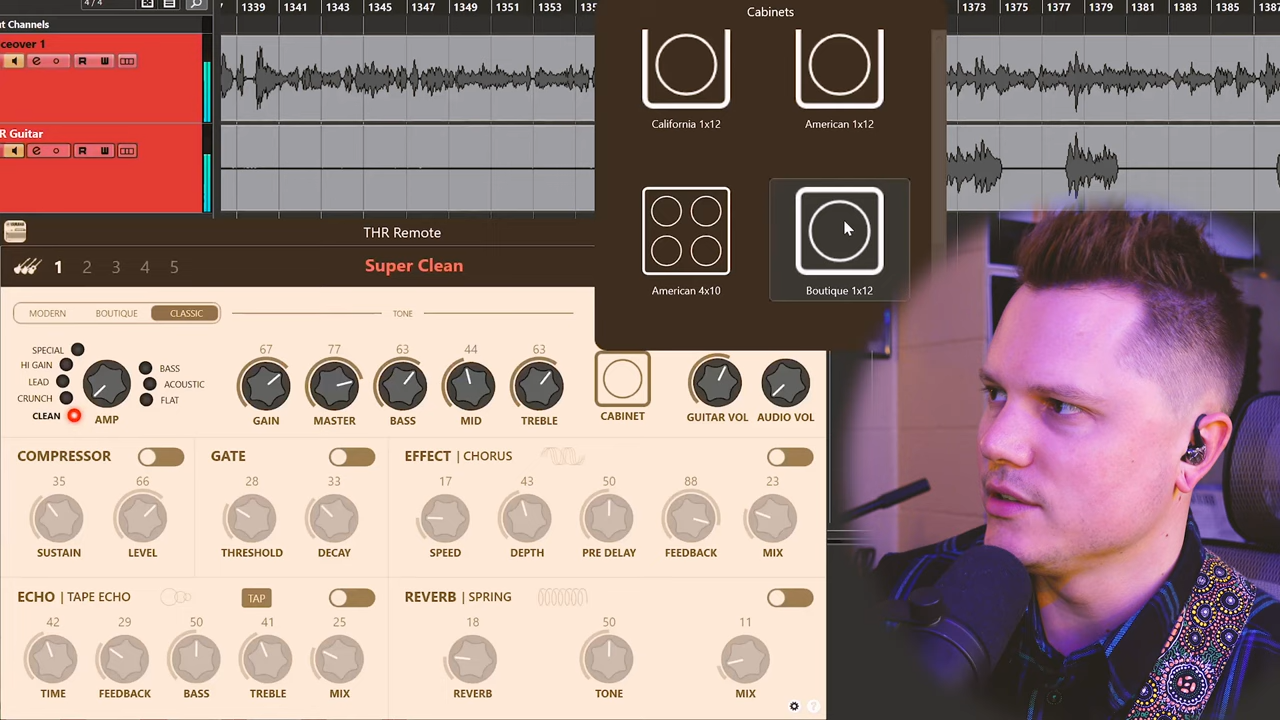 4/4
1339 1341 1343 1345 1347 1349 1351 1353 1373 1375 1377 1379 1381 1383 1385 1387
Cabinets
ut Channels
ceover 1
R W
California 1x12 American 1x12
R Guitar
R W
American 4x10 Boutique 1x12
THR Remote
1 2 3 4 5 Super Clean
MODERN BOUTIQUE CLASSIC TONE
SPECIAL
HI GAIN
LEAD
CRUNCH
CLEAN
AMP
BASS
ACOUSTIC
FLAT
67 77 63 44 63
GAIN MASTER BASS MID TREBLE CABINET GUITAR VOL AUDIO VOL
COMPRESSOR GATE EFFECT | CHORUS
35 66 28 33 17 43 50 88 23
SUSTAIN LEVEL THRESHOLD DECAY SPEED DEPTH PRE DELAY FEEDBACK MIX
ECHO | TAPE ECHO TAP REVERB | SPRING
42 29 50 41 25 18 50 11
TIME FEEDBACK BASS TREBLE MIX REVERB TONE MIX